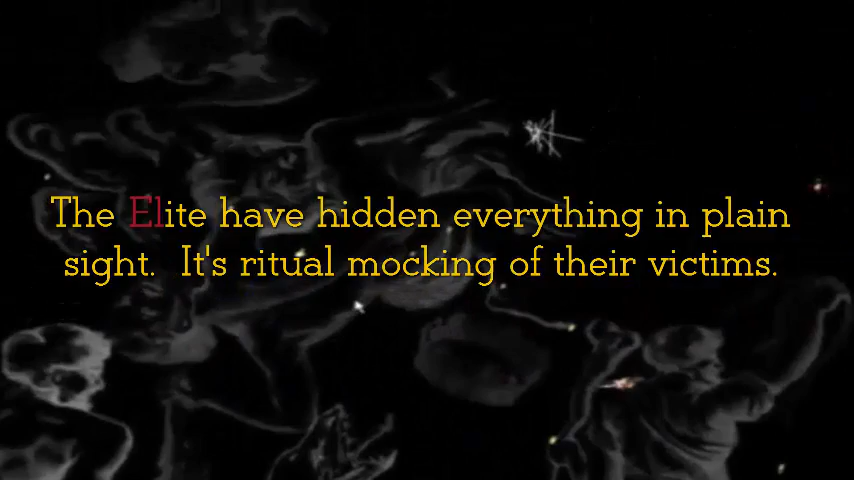 The Elite have hidden everything in plain
sight.  It's ritual mocking of their victims.